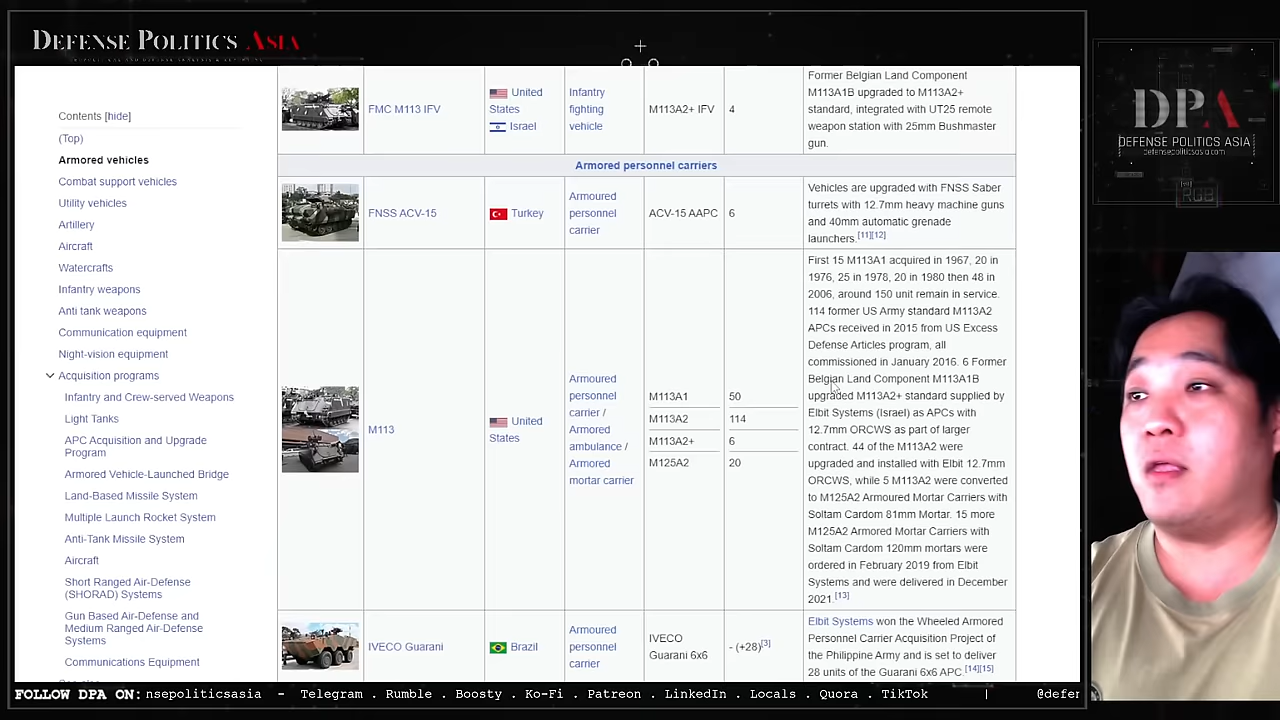 DEFENSE POLITICS ASIA
Contents [hide]
(Top)
Armored vehicles
Combat support vehicles
Utility vehicles
Artillery
Aircraft
Watercrafts
Infantry weapons
Anti tank weapons
Communication equipment
Night-vision equipment
Acquisition programs
Infantry and Crew-served Weapons
Light Tanks
APC Acquisition and Upgrade
Program
Armored Vehicle-Launched Bridge
Land-Based Missile System
Multiple Launch Rocket System
Anti-Tank Missile System
Aircraft
Short Ranged Air-Defense
(SHORAD) Systems
Gun Based Air-Defense and
Medium Ranged Air-Defense
Systems
Communications Equipment
FMC M113 IFV
United
States
Israel
Infantry
fighting
vehicle
M113A2+ IFV
4
Former Belgian Land Component
M113A1B upgraded to M113A2+
standard, integrated with UT25 remote
weapon station with 25mm Bushmaster
gun.
Armored personnel carriers
FNSS ACV-15
Turkey
Armoured
personnel
carrier
ACV-15 AAPC
6
Vehicles are upgraded with FNSS Saber
turrets with 12.7mm heavy machine guns
and 40mm automatic grenade
launchers.[11][12]
M113
United
States
Armoured
personnel
carrier /
Armored
ambulance /
Armored
mortar carrier
M113A1
50
M113A2
114
M113A2+
6
M125A2
20
First 15 M113A1 acquired in 1967, 20 in
1976, 25 in 1978, 20 in 1980 then 48 in
2006, around 150 unit remain in service.
114 former US Army standard M113A2
APCs received in 2015 from US Excess
Defense Articles program, all
commissioned in January 2016. 6 Former
Belgian Land Component M113A1B
upgraded M113A2+ standard supplied by
Elbit Systems (Israel) as APCs with
12.7mm ORCWS as part of larger
contract. 44 of the M113A2 were
upgraded and installed with Elbit 12.7mm
ORCWS, while 5 M113A2 were converted
to M125A2 Armoured Mortar Carriers with
Soltam Cardom 81mm Mortar. 15 more
M125A2 Armored Mortar Carriers with
Soltam Cardom 120mm mortars were
ordered in February 2019 from Elbit
Systems and were delivered in December
2021.[13]
IVECO Guarani
Brazil
Armoured
personnel
carrier
IVECO
Guarani 6x6
- (+28)[3]
Elbit Systems won the Wheeled Armored
Personnel Carrier Acquisition Project of
the Philippine Army and is set to deliver
28 units of the Guarani 6x6 APC.[14][15]
DPA
DEFENSE POLITICS ASIA
defensepoliticsasia.com
RGB
FOLLOW DPA ON: nsepoliticsasia - Telegram . Rumble . Boosty . Ko-Fi . Patreon . LinkedIn . Locals . Quora . TikTok | @defer